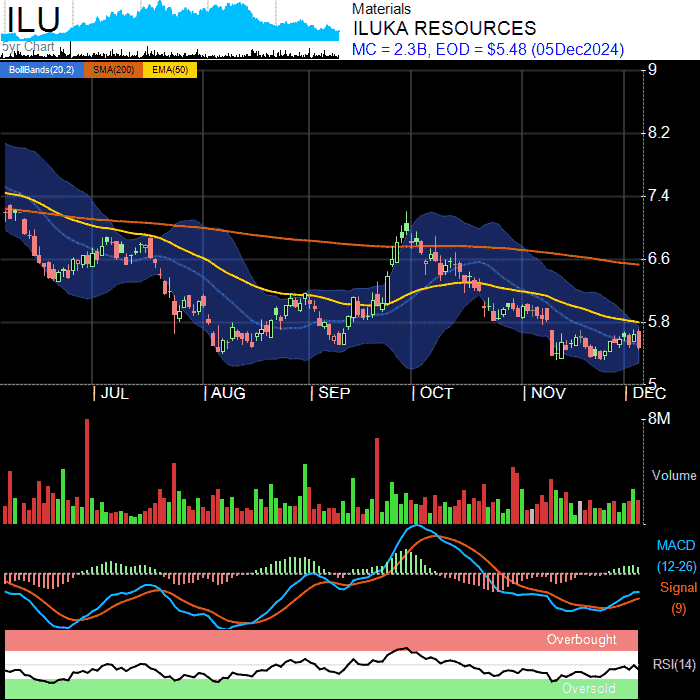 ILU
5yr Chart
Materials
ILUKA RESOURCES
MC = 2.3B, EOD = $5.48 (05Dec2024)
BollBands(20,2) SMA(200) EMA(50)
9
8.2
7.4
6.6
5.8
5
| JUL | AUG | SEP | OCT | NOV | DEC
8M
Volume
MACD
(12-26)
Signal
(9)
Overbought
RSI(14)
Oversold